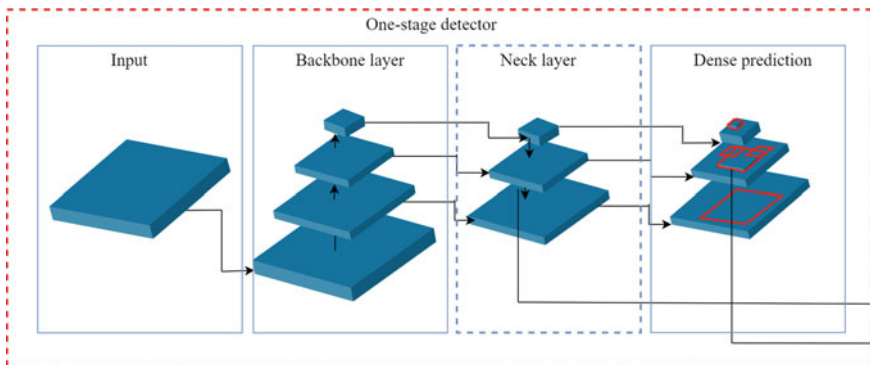 One-stage detector
Input
Backbone layer
Neck layer
Dense prediction